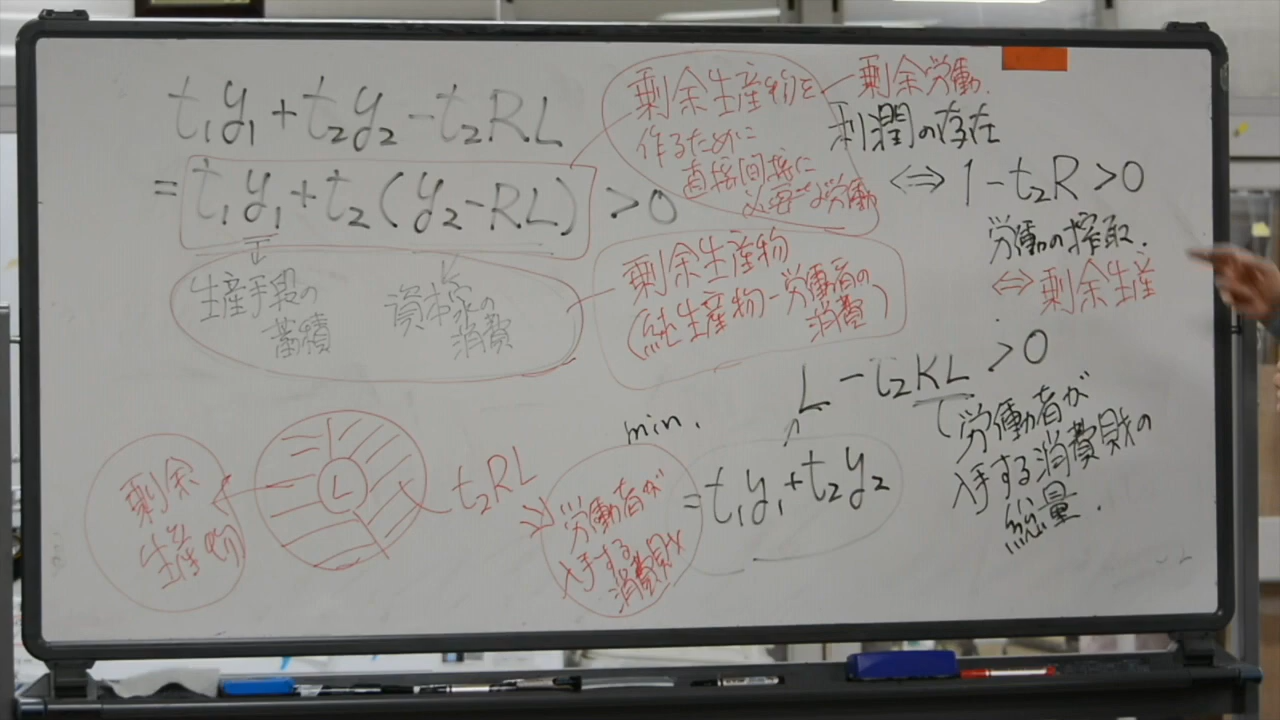 t₁y₁+t₂y₂-t₂RL
=t₁y₁+t₂(y₂-RL)>0
生産手段の
蓄積
資本家の
消費
剰余生産物を
作るために
直接間接に
必要な労働
剰余労働
剰余生産物
(純生産物-労働者の
消費)
利潤の存在
⇔1-t₂R>0
労働の搾取.
⇔剰余生産
L-t₂RL>0
労働者が
入手する消費財の
総量.
min.
=t₁y₁+t₂y₂
剰余
生産物
L
t₂RL
労働者が
入手する
消費財